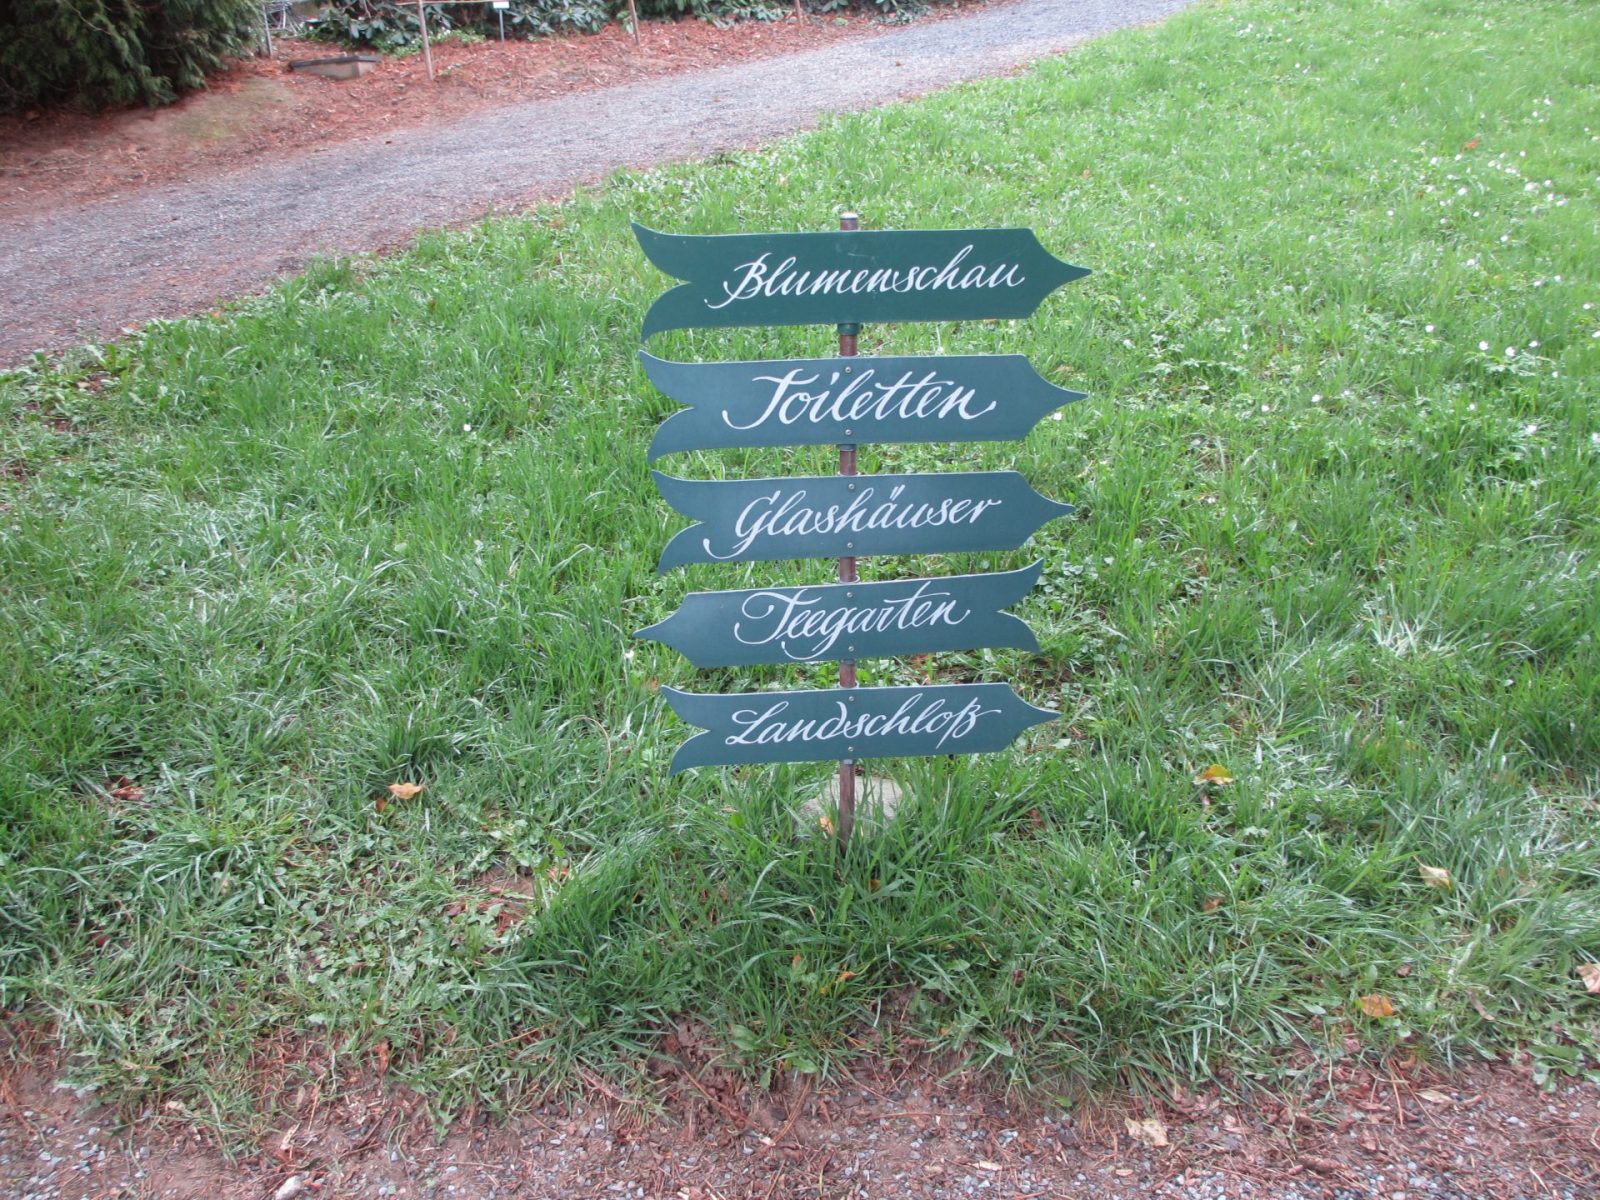 Blumenschau
Toiletten
Glashäuser
Teegarten
Landschloß